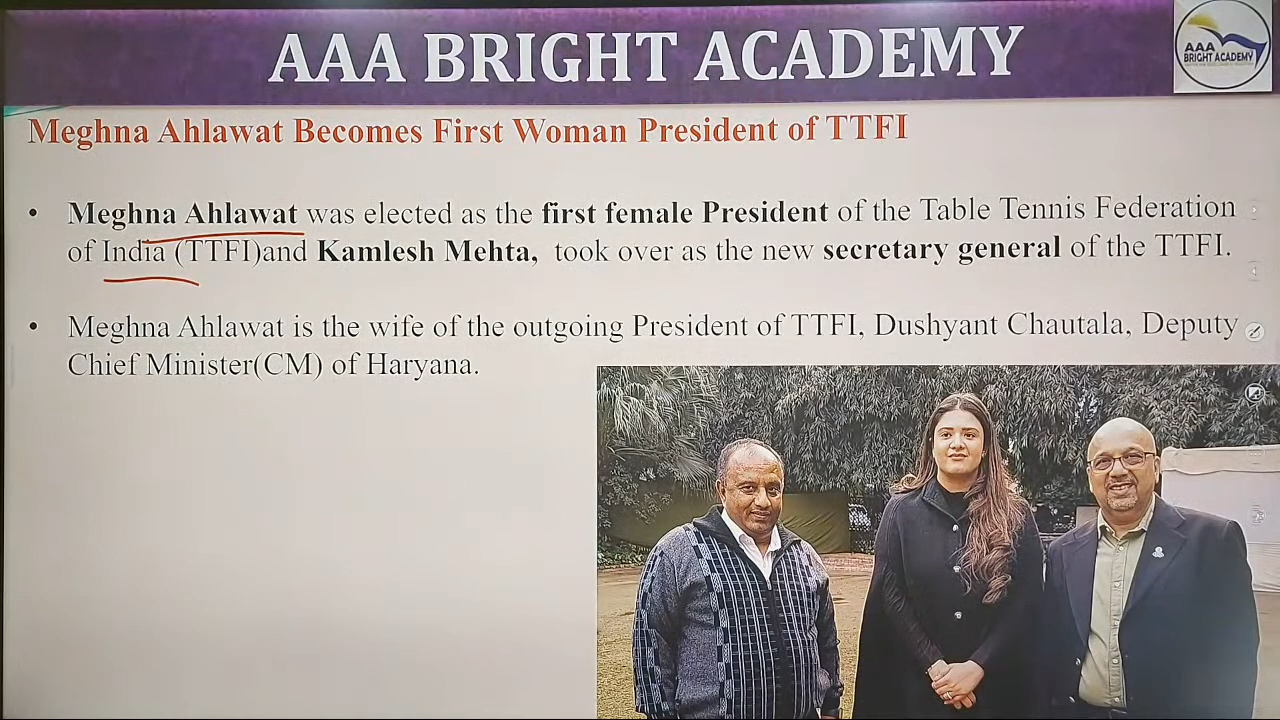 AAA BRIGHT ACADEMY
AAA
BRIGHT ACADEMY
Meghna Ahlawat Becomes First Woman President of TTFI
• Meghna Ahlawat was elected as the first female President of the Table Tennis Federation
of India (TTFI)and Kamlesh Mehta, took over as the new secretary general of the TTFI.
• Meghna Ahlawat is the wife of the outgoing President of TTFI, Dushyant Chautala, Deputy
Chief Minister(CM) of Haryana.